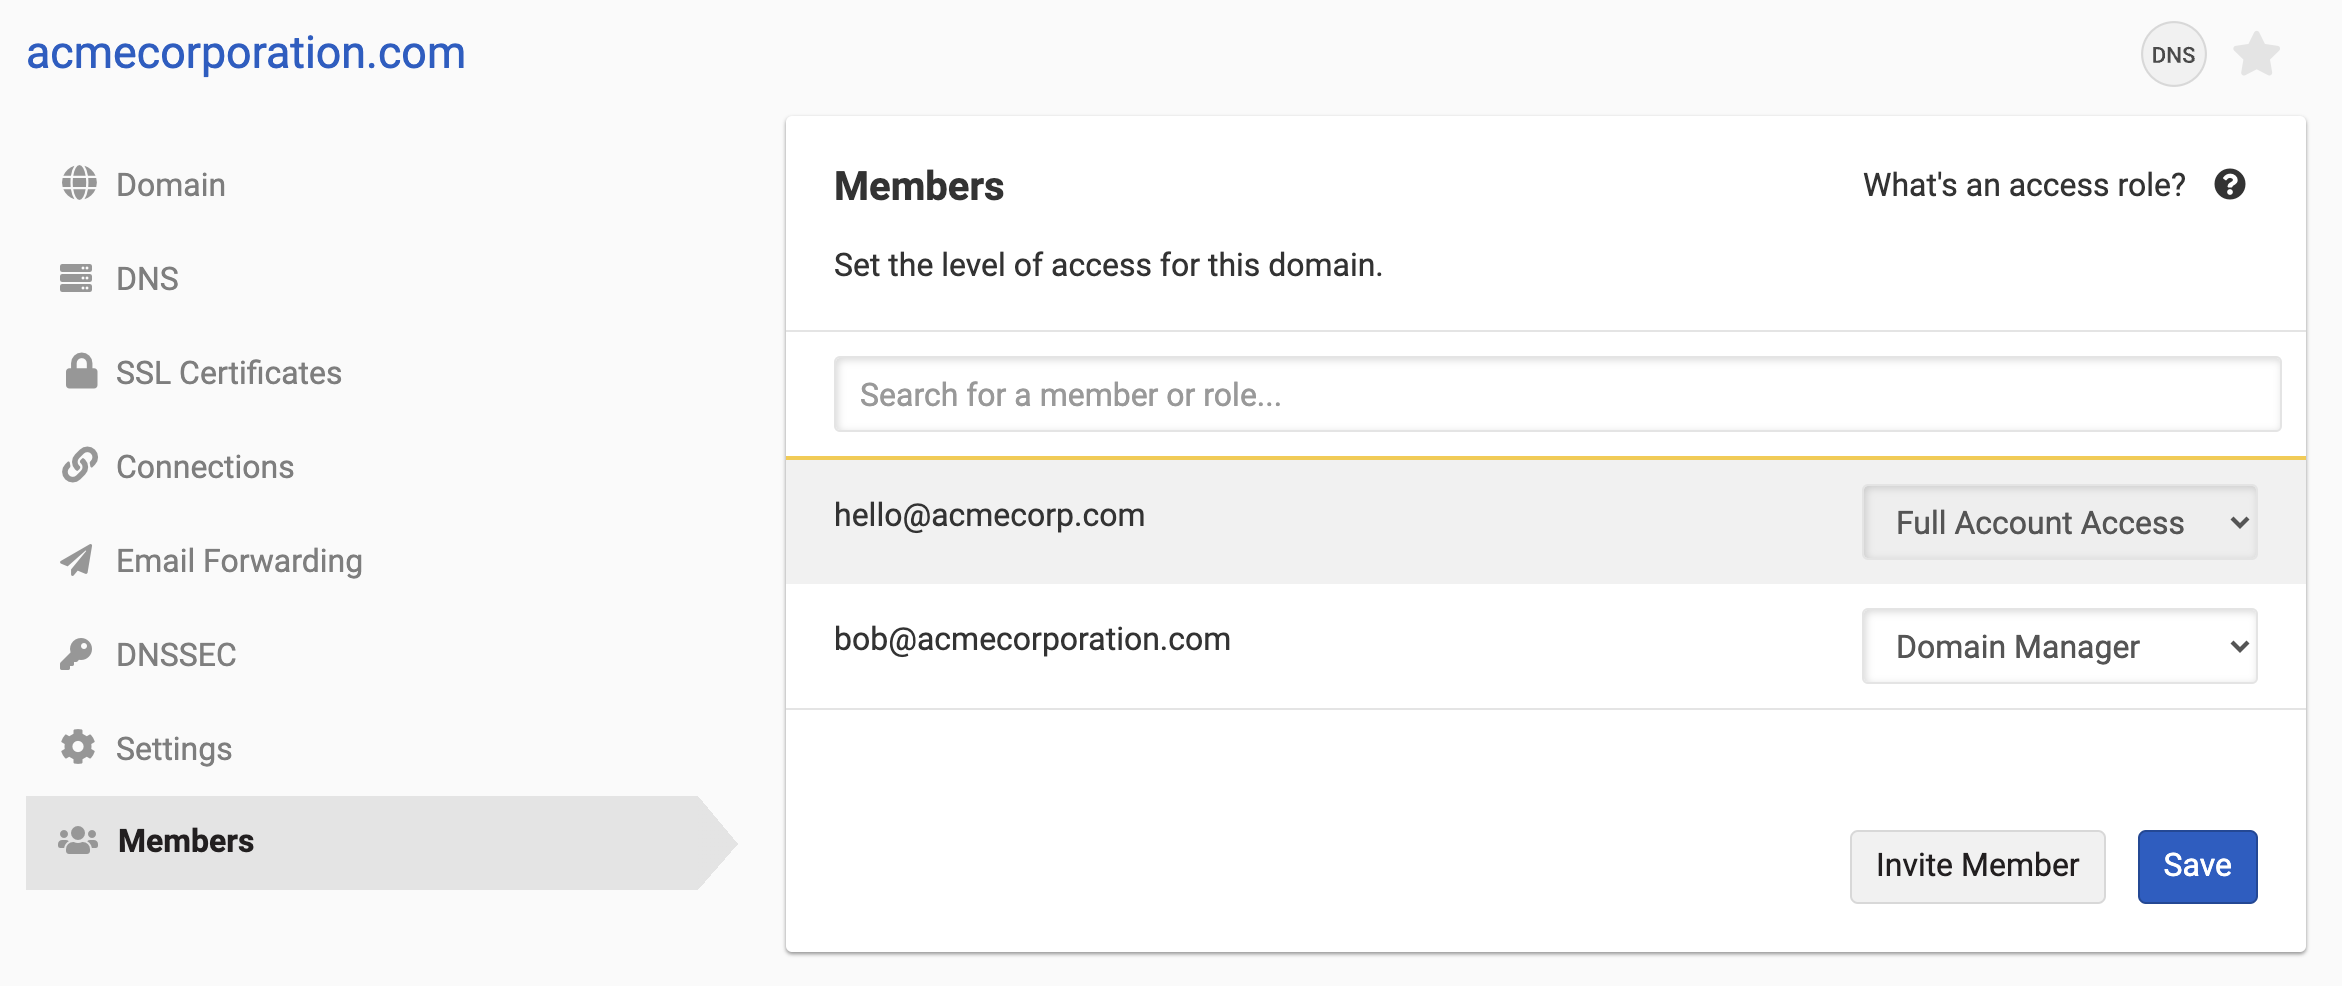 acmecorporation.com
DNS
Domain
DNS
SSL Certificates
Connections
Email Forwarding
DNSSEC
Settings
Members
Members
What's an access role? ?
Set the level of access for this domain.
Search for a member or role...
hello@acmecorp.com
Full Account Access
bob@acmecorporation.com
Domain Manager
Invite Member
Save